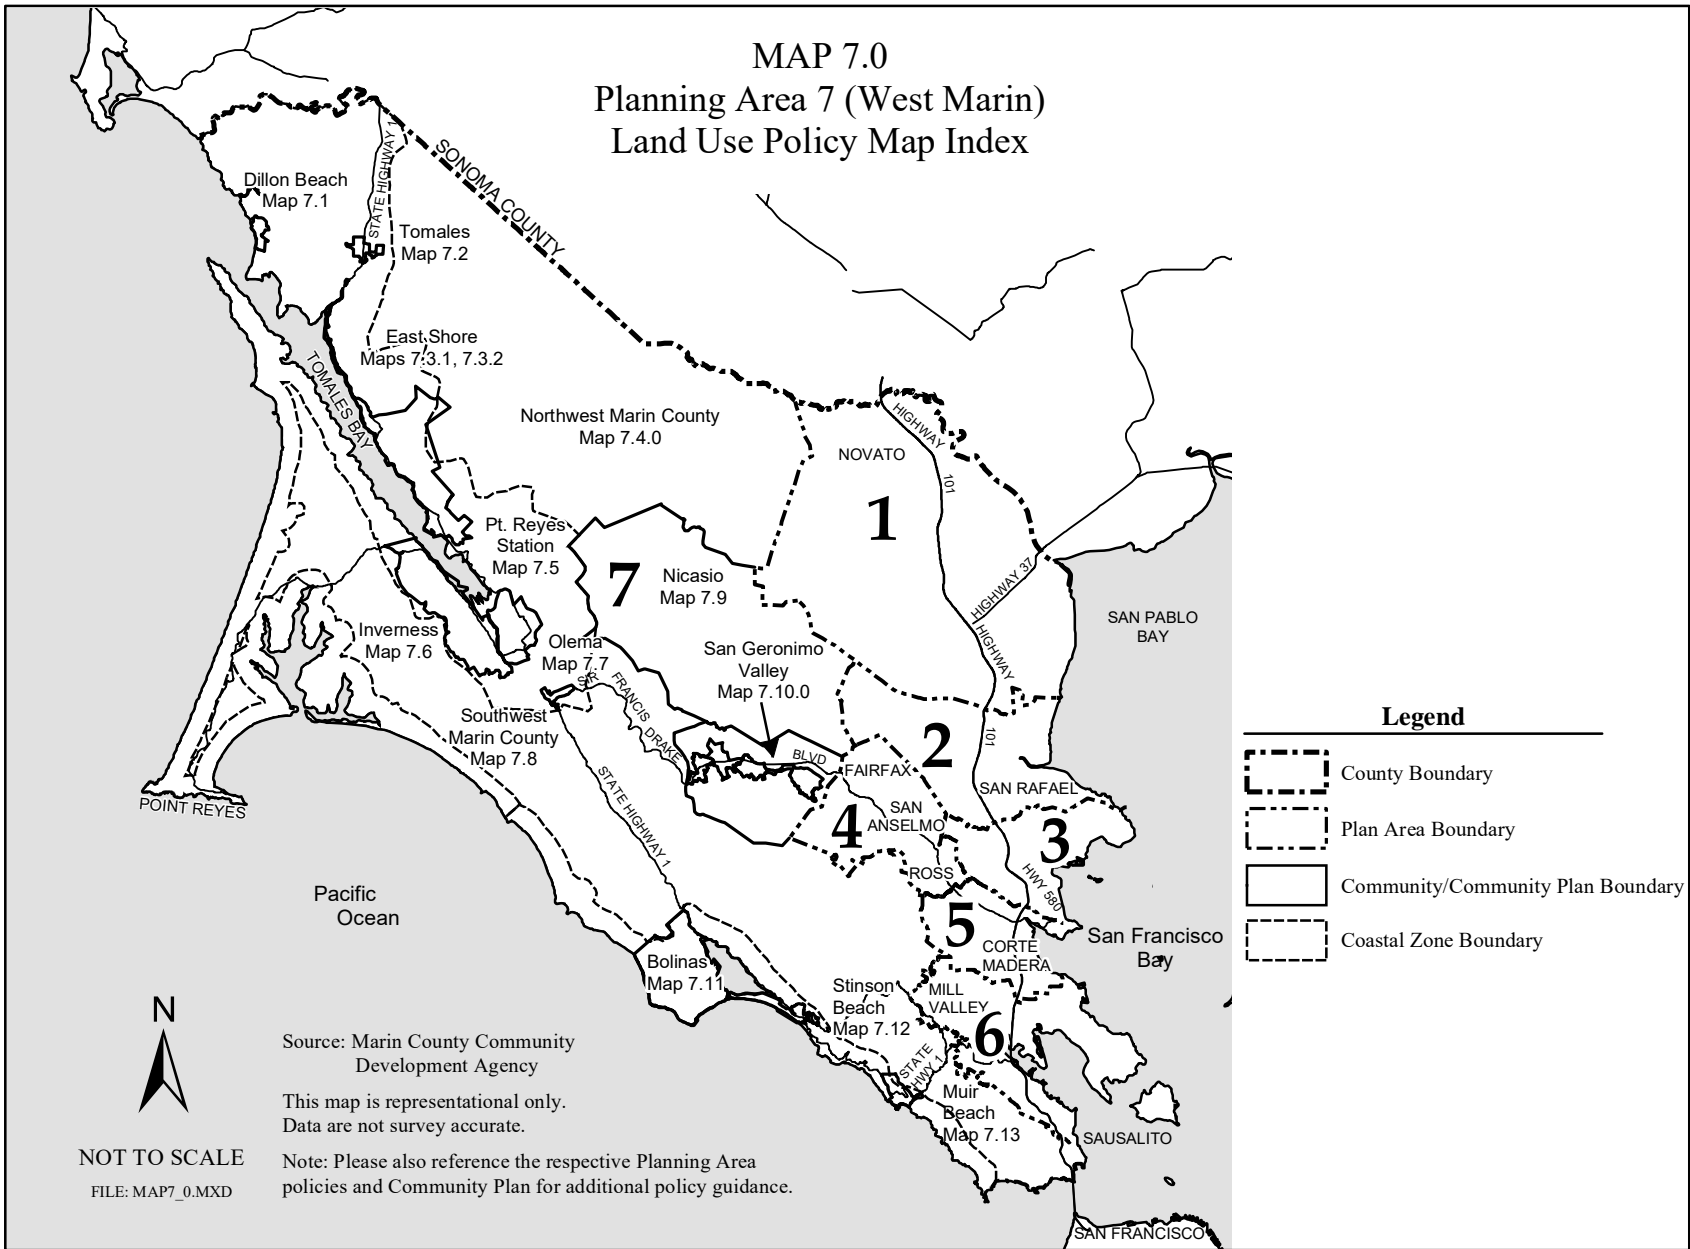 MAP 7.0
Planning Area 7 (West Marin)
Land Use Policy Map Index
SONOMA COUNTY
STATE HIGHWAY 1
Dillon Beach
Map 7.1
Tomales
Map 7.2
East Shore
Maps 7.3.1, 7.3.2
TOMALES BAY
Northwest Marin County
Map 7.4.0
NOVATO
HIGHWAY
101
1
Pt. Reyes
Station
Map 7.5
7
Nicasio
Map 7.9
HIGHWAY 37
SAN PABLO
BAY
Inverness
Map 7.6
Olema
Map 7.7
San Geronimo
Valley
Map 7.10.0
HIGHWAY
101
SIR
FRANCIS
DRAKE
BLVD
Southwest
Marin County
Map 7.8
2
FAIRFAX
SAN RAFAEL
POINT REYES
STATE HIGHWAY 1
4
SAN
ANSELMO
3
ROSS
HWY 580
Pacific
Ocean
5
CORTE
MADERA
San Francisco
Bay
Bolinas
Map 7.11
Stinson
Beach
Map 7.12
MILL
VALLEY
6
STATE
HWY 1
Muir
Beach
Map 7.13
SAUSALITO
SAN FRANCISCO
Legend
County Boundary
Plan Area Boundary
Community/Community Plan Boundary
Coastal Zone Boundary
N
NOT TO SCALE
FILE: MAP7_0.MXD
Source: Marin County Community
Development Agency
This map is representational only.
Data are not survey accurate.
Note: Please also reference the respective Planning Area
policies and Community Plan for additional policy guidance.